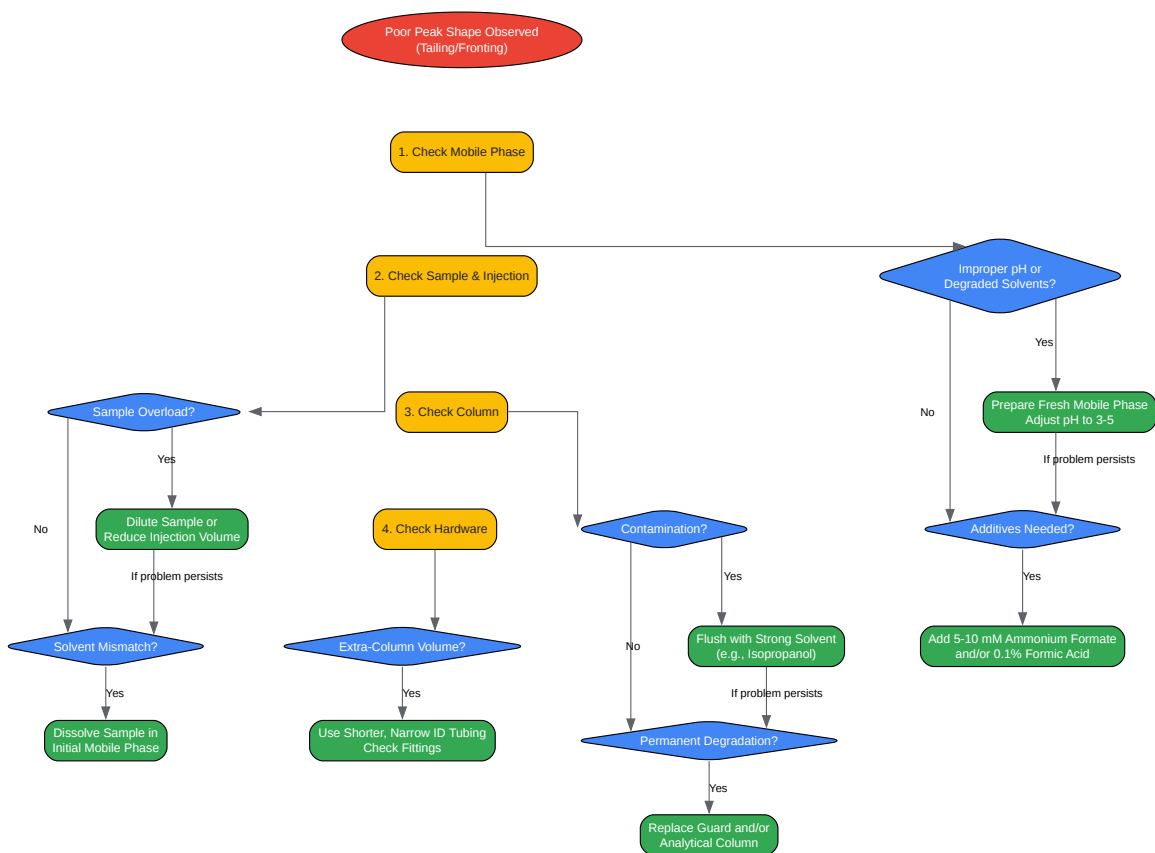 Poor Peak Shape Observed
(Tailing/Fronting)
1. Check Mobile Phase
2. Check Sample & Injection
Improper pH or
Degraded Solvents?
Yes
No
Prepare Fresh Mobile Phase
Adjust pH to 3-5
If problem persists
Sample Overload?
3. Check Column
Yes
No
Dilute Sample or
Reduce Injection Volume
If problem persists
4. Check Hardware
Contamination?
Additives Needed?
Yes
Yes
No
Solvent Mismatch?
Extra-Column Volume?
Flush with Strong Solvent
(e.g., Isopropanol)
Add 5-10 mM Ammonium Formate
and/or 0.1% Formic Acid
Yes
Yes
If problem persists
Dissolve Sample in
Initial Mobile Phase
Use Shorter, Narrow ID Tubing
Check Fittings
Permanent Degradation?
Yes
Replace Guard and/or
Analytical Column